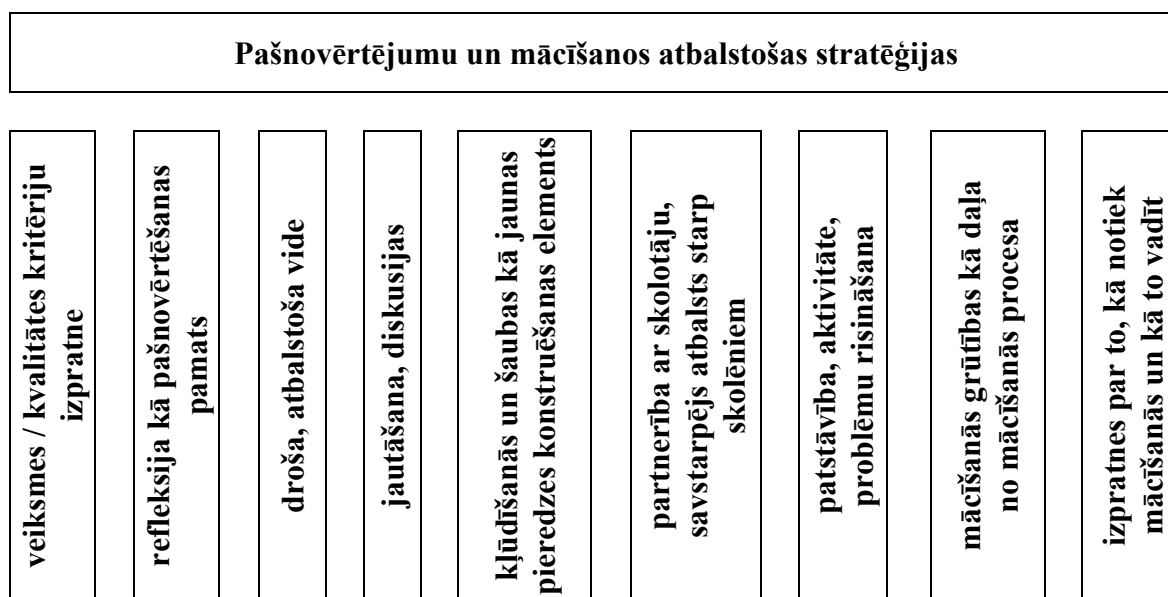 Pašnovērtējumu un mācīšanos atbalstošas stratēģijas
veiksmes / kvalitātes kritēriju
izpratne
refleksija kā pašnovērtēšanas
pamats
droša, atbalstoša vide
jautāšana, diskusijas
kļūdīšanās un šaubas kā jaunas
pieredzes konstruēšanas elements
partnerība ar skolotāju,
savstarpējs atbalsts starp
skolēniem
patstāvība, aktivitāte,
problēmu risināšana
mācīšanās grūtības kā daļa
no mācīšanās procesa
izpratnes par to, kā notiek
mācīšanās un kā to vadīt